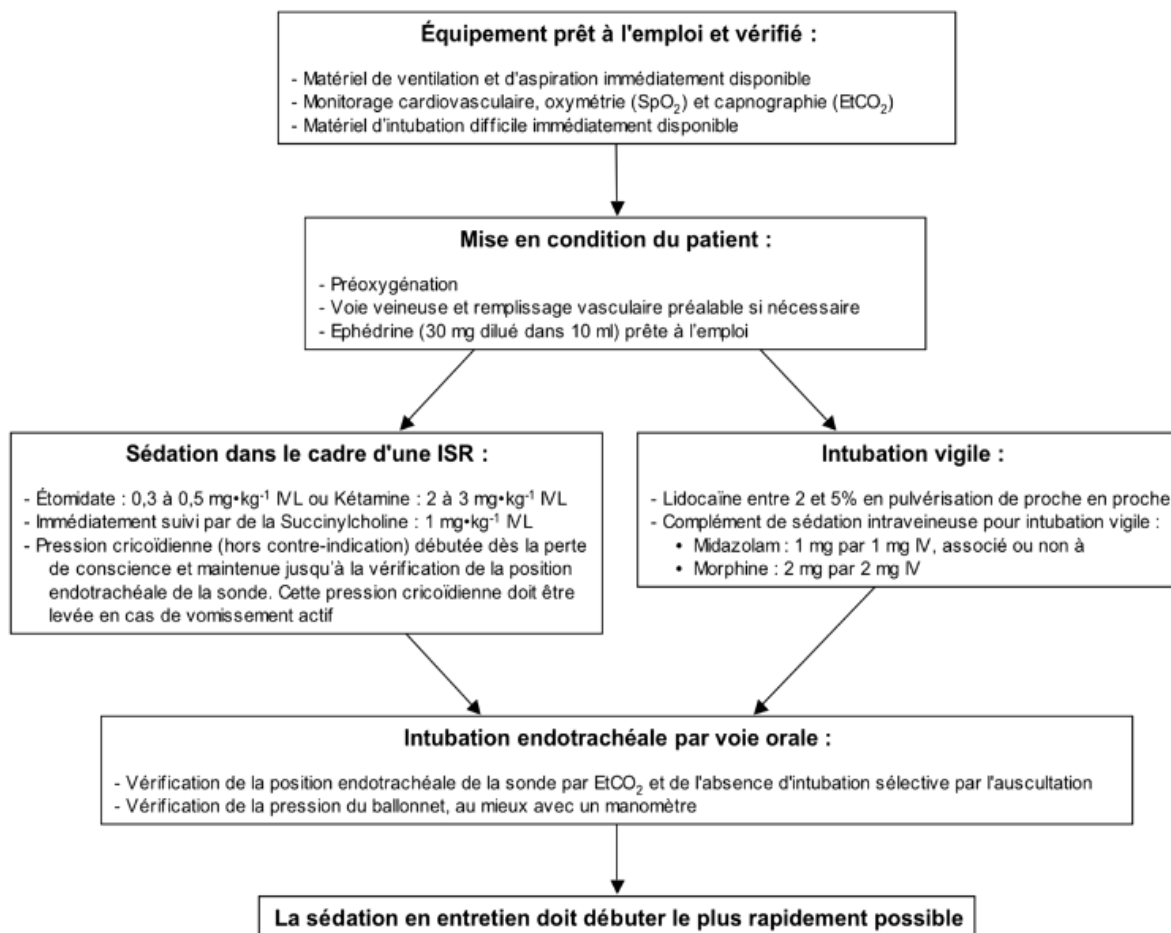 Équipement prêt à l'emploi et vérifié :
- Matériel de ventilation et d'aspiration immédiatement disponible
- Monitorage cardiovasculaire, oxymétrie (SpO₂) et capnographie (EtCO₂)
- Matériel d'intubation difficile immédiatement disponible
Mise en condition du patient :
- Préoxygénation
- Voie veineuse et remplissage vasculaire préalable si nécessaire
- Ephédrine (30 mg dilué dans 10 ml) prête à l'emploi
Sédation dans le cadre d'une ISR :
- Étomidate : 0,3 à 0,5 mg•kg⁻¹ IVL ou Kétamine : 2 à 3 mg•kg⁻¹ IVL
- Immédiatement suivi par de la Succinylcholine : 1 mg•kg⁻¹ IVL
- Pression cricoïdienne (hors contre-indication) débutée dès la perte
de conscience et maintenue jusqu'à la vérification de la position
endotrachéale de la sonde. Cette pression cricoïdienne doit être
levée en cas de vomissement actif
Intubation vigile :
- Lidocaïne entre 2 et 5% en pulvérisation de proche en proche
- Complément de sédation intraveineuse pour intubation vigile :
• Midazolam : 1 mg par 1 mg IV, associé ou non à
• Morphine : 2 mg par 2 mg IV
Intubation endotrachéale par voie orale :
- Vérification de la position endotrachéale de la sonde par EtCO₂ et de l'absence d'intubation sélective par l'auscultation
- Vérification de la pression du ballonnet, au mieux avec un manomètre
La sédation en entretien doit débuter le plus rapidement possible